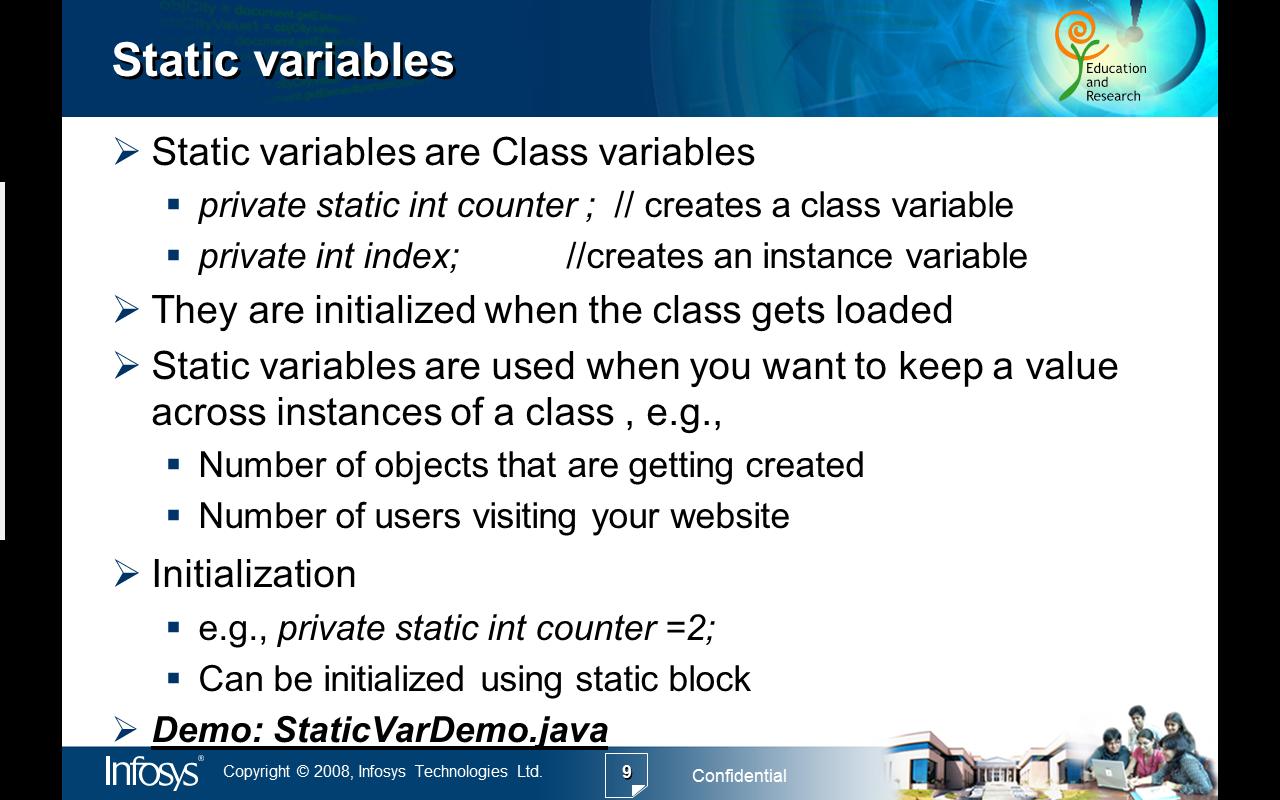 Static variables
Education
and
Research
Static variables are Class variables
private static int counter ; // creates a class variable
private int index; //creates an instance variable
They are initialized when the class gets loaded
Static variables are used when you want to keep a value
across instances of a class , e.g.,
Number of objects that are getting created
Number of users visiting your website
Initialization
e.g., private static int counter =2;
Can be initialized using static block
Demo: StaticVarDemo.java
Infosys® Copyright © 2008, Infosys Technologies Ltd. 9 Confidential